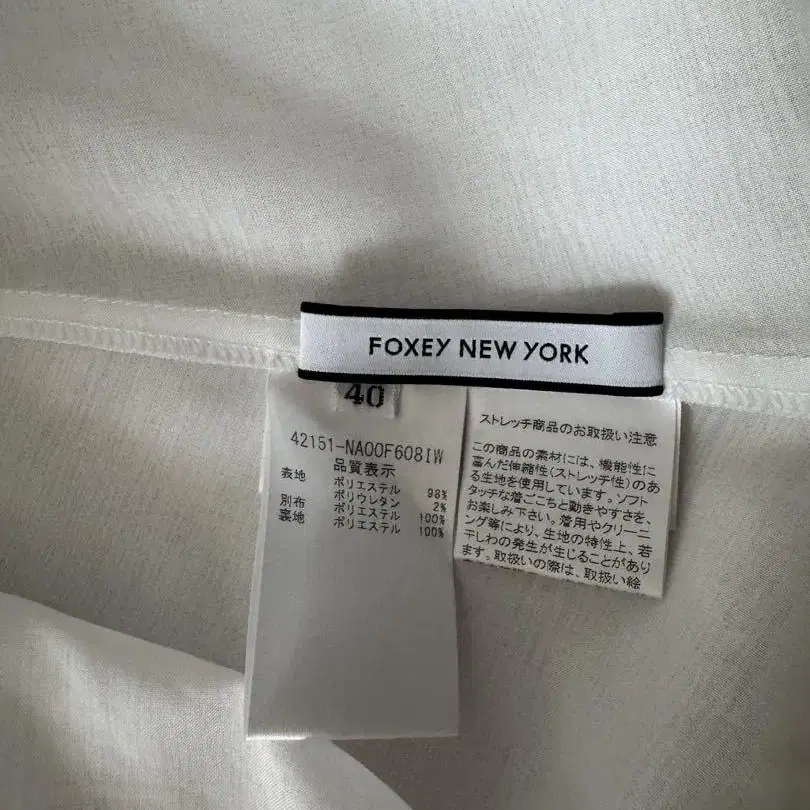 FOXEY NEW YORK
40
42151-NA00F608IW
品質表示
表地 ポリエステル 98%
ポリウレタン 2%
別布 ポリエステル 100%
裏地 ポリエステル 100%
ストレッチ商品のお取扱い注意
この商品の素材には、機能性に
富んだ伸縮性(ストレッチ性)のあ
る生地を使用しています。ソフト
タッチな着ごこちと動きやすさを、
お楽しみ下さい。着用やクリーニ
ング等により、生地の特性上、若
干しわの発生が生じることがあり
ます。取扱いの際は、取扱い絵